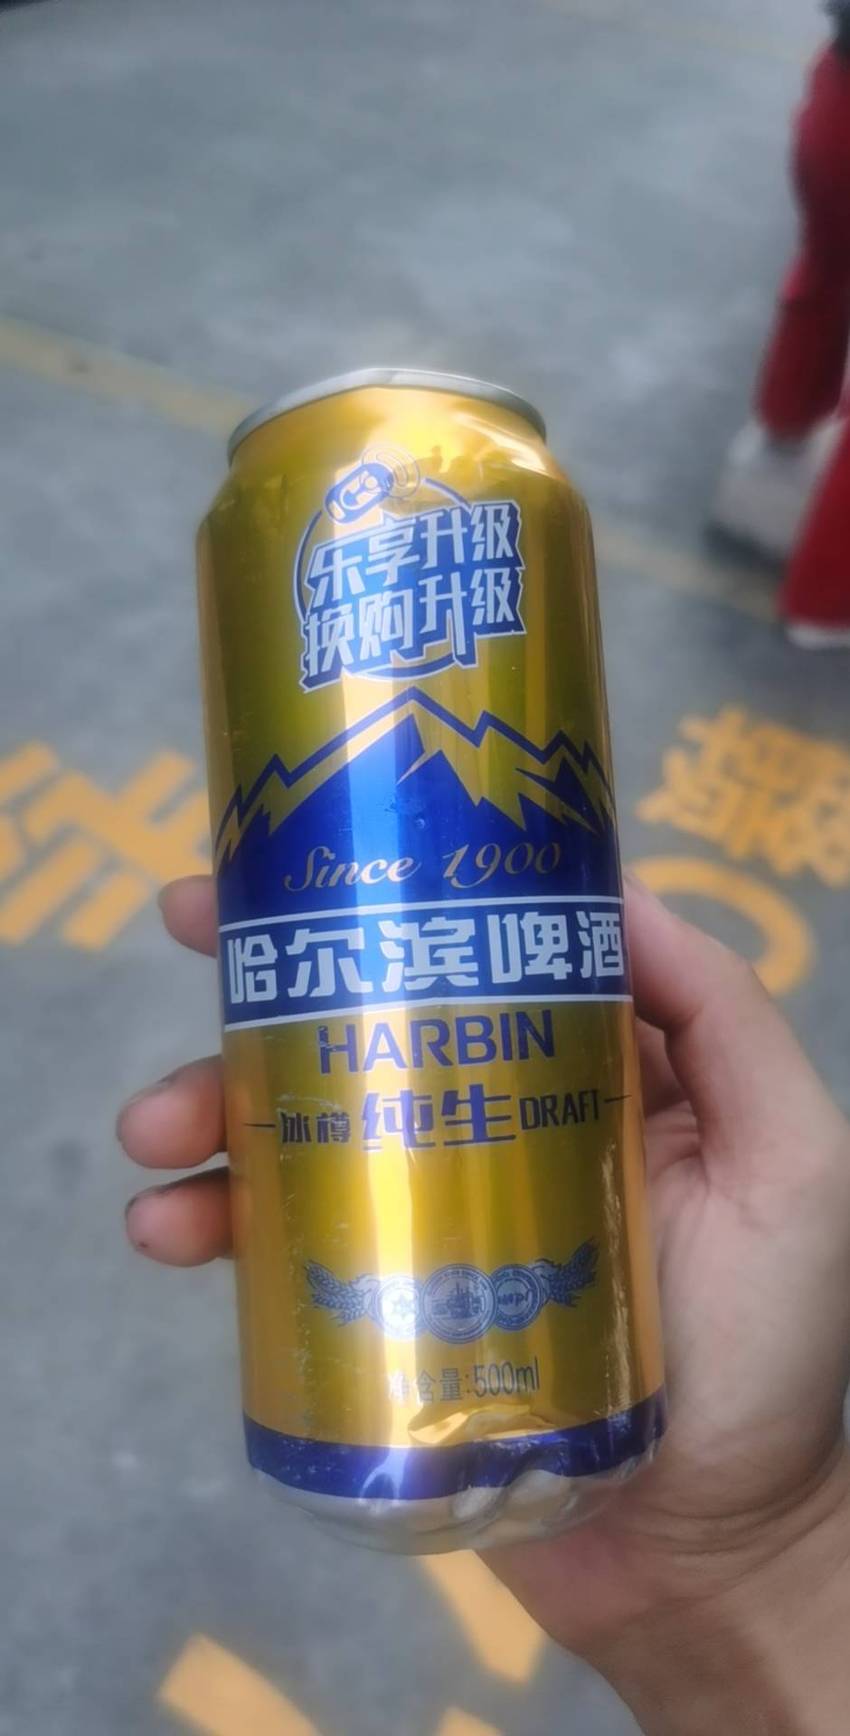 乐享升级
换购升级
Since 1900
哈尔滨啤酒
HARBIN
冰樽 纯生 DRAFT
净含量:500ml